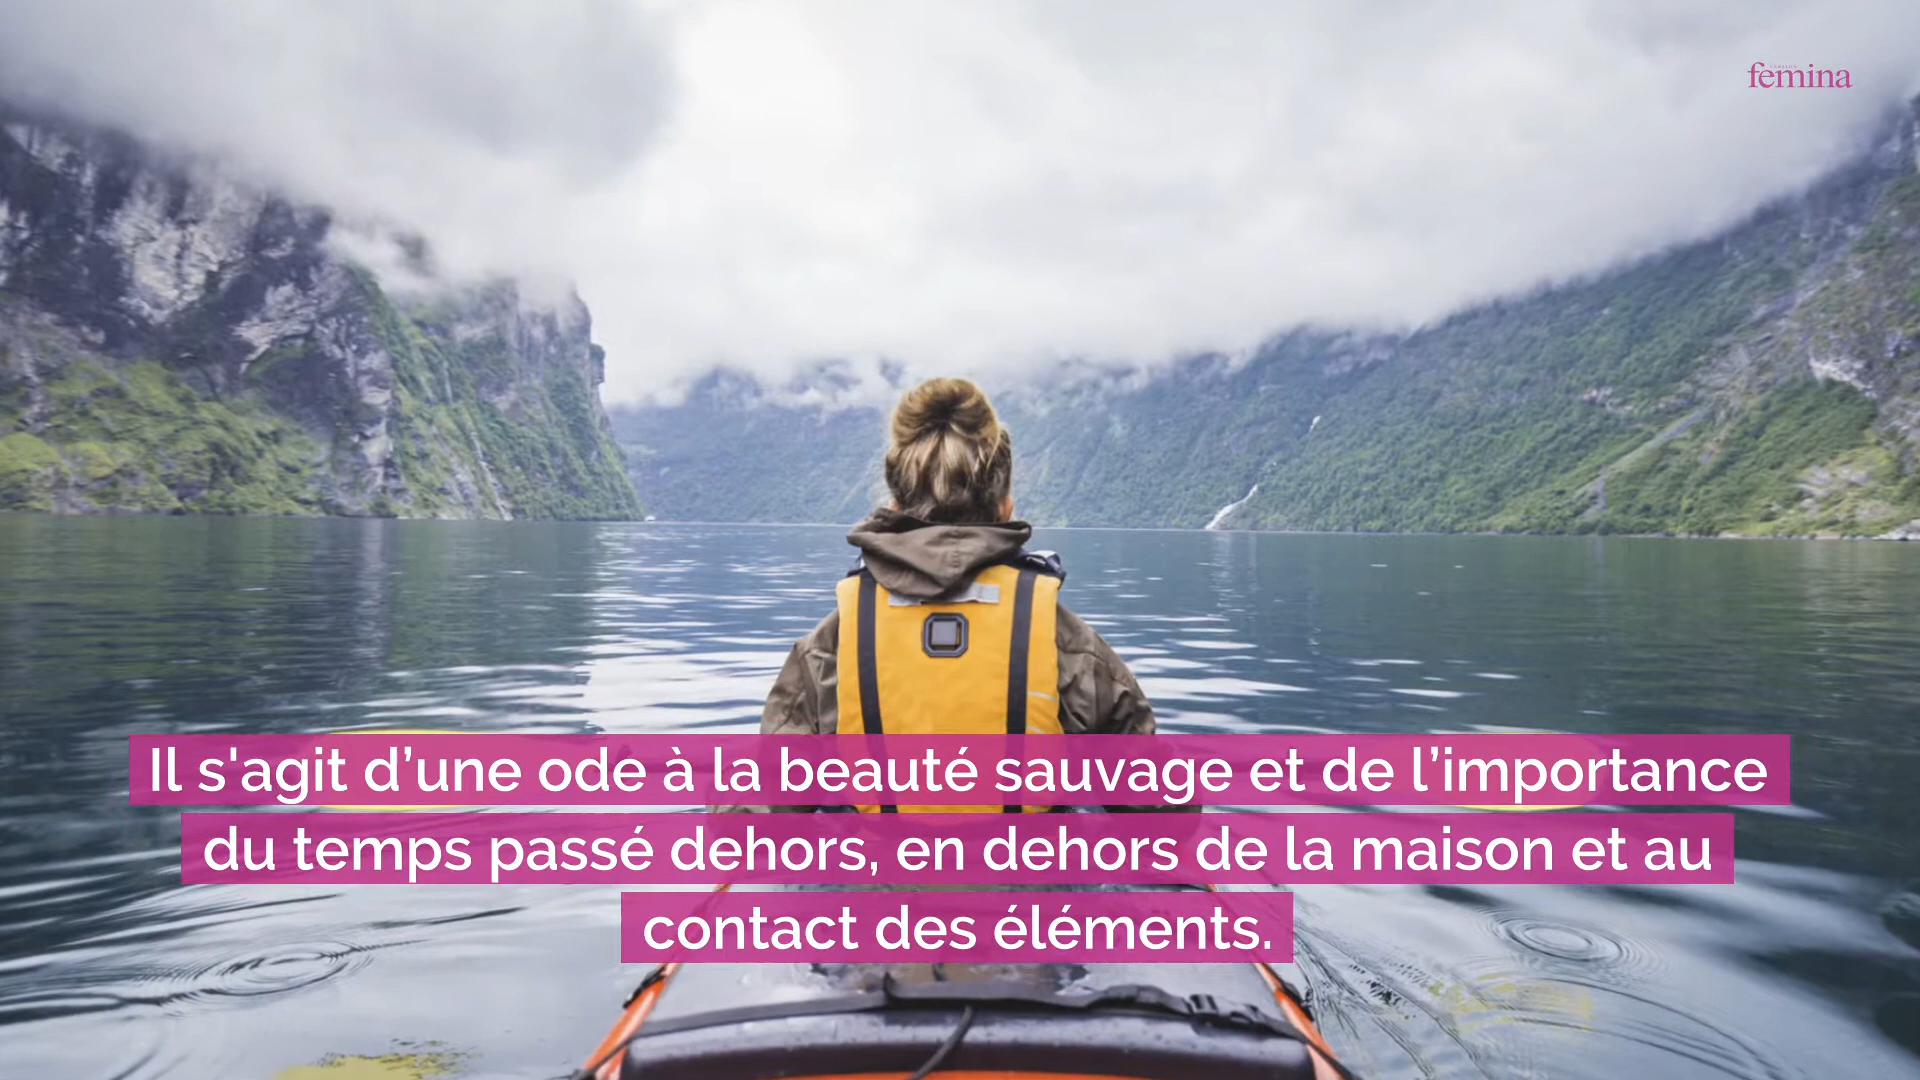 femina
Il s'agit d’une ode à la beauté sauvage et de l’importance
du temps passé dehors, en dehors de la maison et au
contact des éléments.